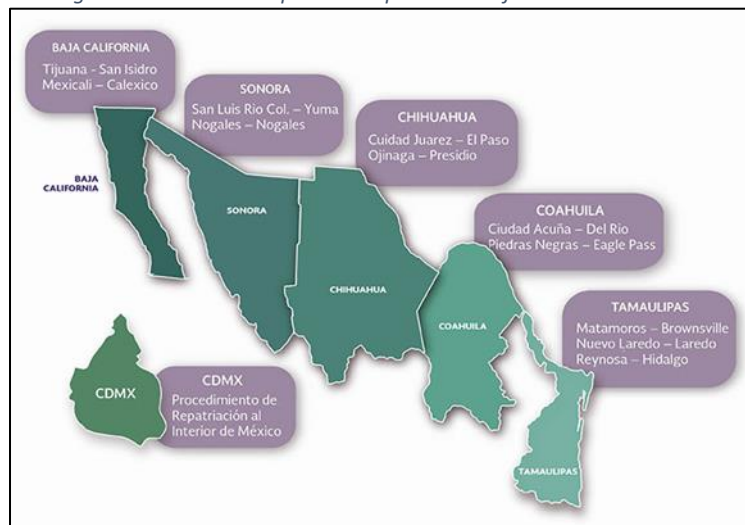 BAJA CALIFORNIA
Tijuana - San Isidro
Mexicali – Calexico
SONORA
San Luis Rio Col. – Yuma
Nogales – Nogales
CHIHUAHUA
Cuidad Juarez – El Paso
Ojinaga – Presidio
COAHUILA
Ciudad Acuña – Del Rio
Piedras Negras – Eagle Pass
TAMAULIPAS
Matamoros – Brownsville
Nuevo Laredo – Laredo
Reynosa – Hidalgo
BAJA
CALIFORNIA
SONORA
CHIHUAHUA
COAHUILA
TAMAULIPAS
CDMX
CDMX
Procedimiento de
Repatriación al
Interior de México